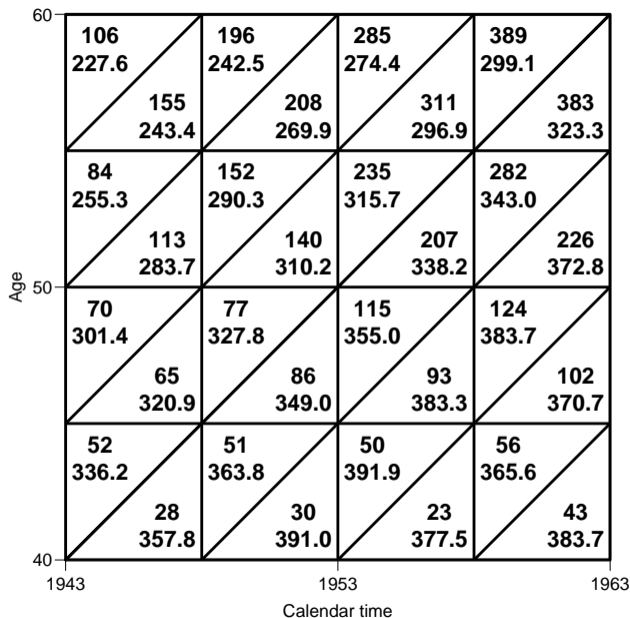 60
106 196 285 389
227.6 242.5 274.4 299.1
155 208 311 383
243.4 269.9 296.9 323.3
84 152 235 282
255.3 290.3 315.7 343.0
113 140 207 226
283.7 310.2 338.2 372.8
Age
50
70 77 115 124
301.4 327.8 355.0 383.7
65 86 93 102
320.9 349.0 383.3 370.7
52 51 50 56
336.2 363.8 391.9 365.6
28 30 23 43
357.8 391.0 377.5 383.7
40
1943 1953 1963
Calendar time